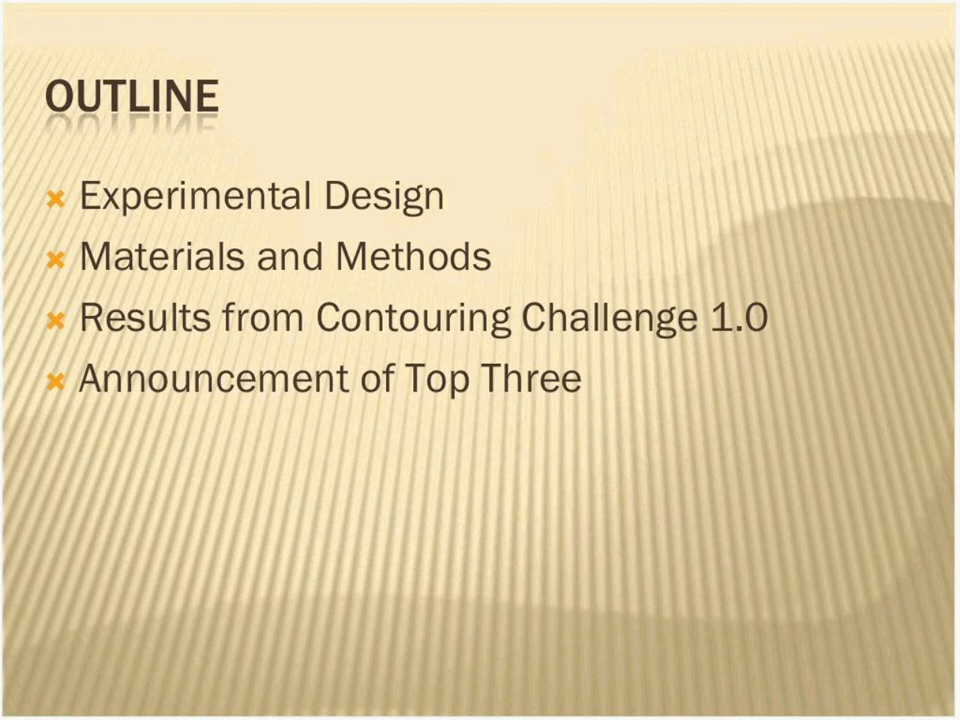 OUTLINE
Experimental Design
Materials and Methods
Results from Contouring Challenge 1.0
Announcement of Top Three